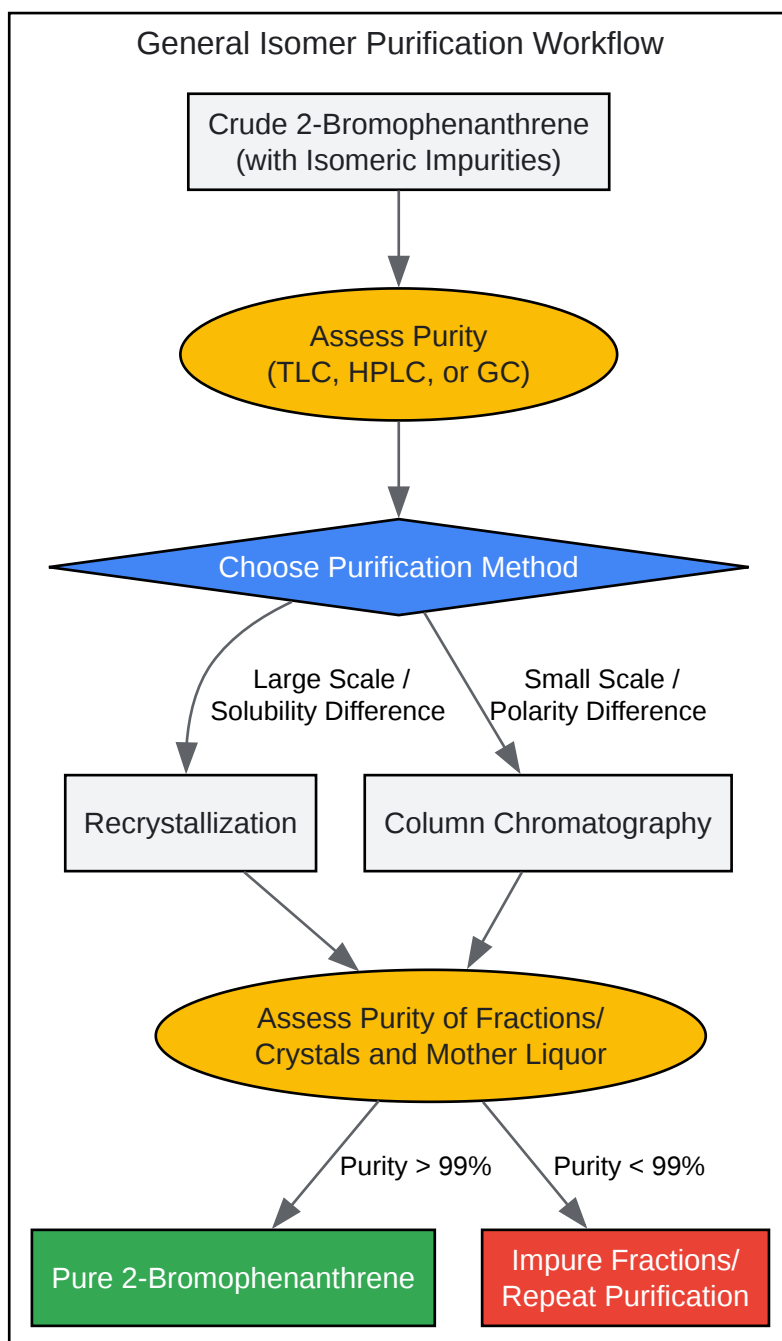 General Isomer Purification Workflow
Crude 2-Bromophenanthrene
(with Isomeric Impurities)
Assess Purity
(TLC, HPLC, or GC)
Choose Purification Method
Large Scale /
Solubility Difference
Small Scale /
Polarity Difference
Recrystallization
Column Chromatography
Assess Purity of Fractions/
Crystals and Mother Liquor
Purity > 99%
Purity < 99%
Pure 2-Bromophenanthrene
Impure Fractions/
Repeat Purification